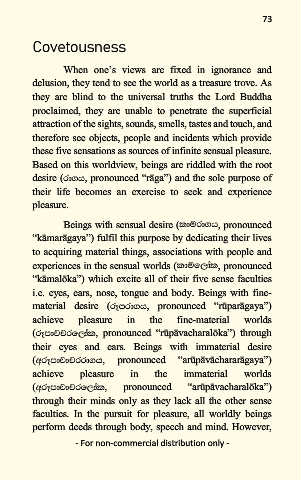 73
Covetousness
When one's views are fixed in ignorance and
delusion, they tend to see the world as a treasure trove. As
they are blind to the universal truths the Lord Buddha
proclaimed, they are unable to penetrate the superficial
attraction of the sights, sounds, smells, tastes and touch, and
therefore see objects, people and incidents which provide
these five sensations as sources of infinite sensual pleasure.
Based on this worldview, beings are riddled with the root
desire (රාගය, pronounced “rāga”) and the sole purpose of
their life becomes an exercise to seek and experience
pleasure.
Beings with sensual desire (කාමරාගය, pronounced
“kāmarāgaya”) fulfil this purpose by dedicating their lives
to acquiring material things, associations with people and
experiences in the sensual worlds (කාමලෝක, pronounced
“kāmalōka”) which excite all of their five sense faculties
i.e. eyes, ears, nose, tongue and body. Beings with fine-
material desire (රූපරාගය, pronounced “rūparāgaya”)
achieve pleasure in the fine-material worlds
(රූපාවචරලෝක, pronounced “rūpāvacharalōka”) through
their eyes and ears. Beings with immaterial desire
(අරූපාවචරරාගය, pronounced “arūpāvāchararāgaya”)
achieve pleasure in the immaterial worlds
(අරූපාවචරලෝක, pronounced “arūpāvacharalōka”)
through their minds only as they lack all the other sense
faculties. In the pursuit for pleasure, all worldly beings
perform deeds through body, speech and mind. However,
- For non-commercial distribution only -